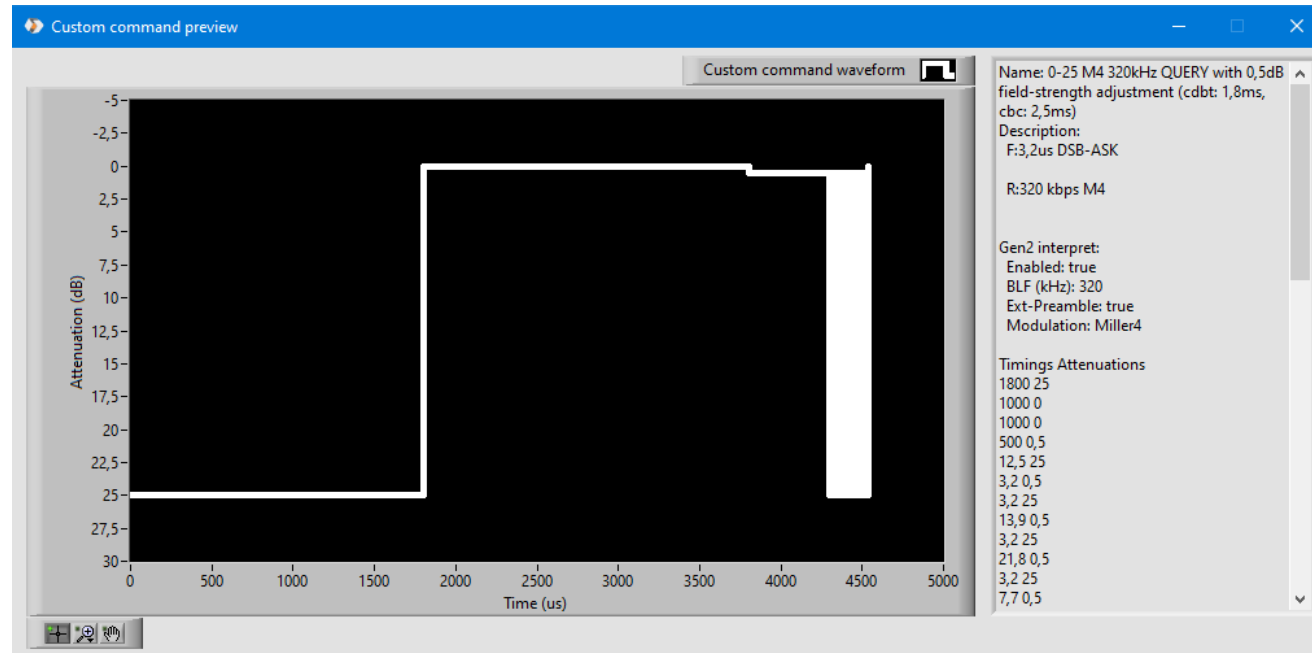 Custom command preview
Custom command waveform
-5
-2,5
0
2,5
5
7,5
10
12,5
15
17,5
20
22,5
25
27,5
30
Attenuation (dB)
0 500 1000 1500 2000 2500 3000 3500 4000 4500 5000
Time (us)
Name: 0-25 M4 320kHz QUERY with 0,5dB
field-strength adjustment (cdbt: 1,8ms,
cbc: 2,5ms)
Description:
F:3,2us DSB-ASK
R:320 kbps M4
Gen2 interpret:
Enabled: true
BLF (kHz): 320
Ext-Preamble: true
Modulation: Miller4
Timings Attenuations
1800 25
1000 0
1000 0
500 0,5
12,5 25
3,2 0,5
3,2 25
13,9 0,5
3,2 25
21,8 0,5
3,2 25
7,7 0,5